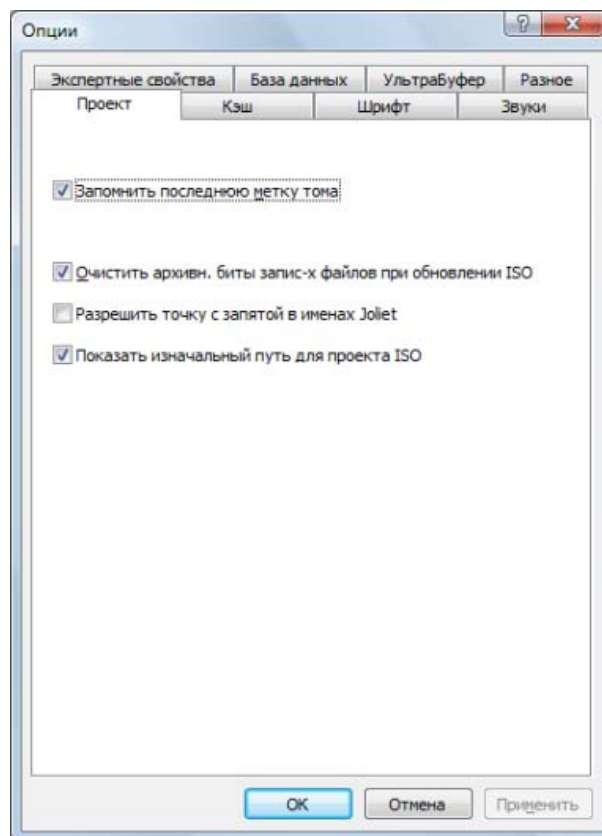 Опции
Экспертные свойства База данных УльтраБуфер Разное
Проект Кэш Шрифт Звуки
Запомнить последнюю метку тома
Очистить архивн. биты запис-х файлов при обновлении ISO
Разрешить точку с запятой в именах Joliet
Показать изначальный путь для проекта ISO
ОК Отмена Применить